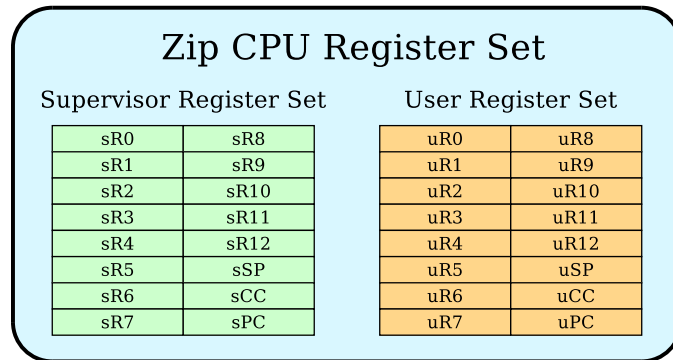 Zip CPU Register Set
Supervisor Register Set
sR0 sR8
sR1 sR9
sR2 sR10
sR3 sR11
sR4 sR12
sR5 sSP
sR6 sCC
sR7 sPC
User Register Set
uR0 uR8
uR1 uR9
uR2 uR10
uR3 uR11
uR4 uR12
uR5 uSP
uR6 uCC
uR7 uPC